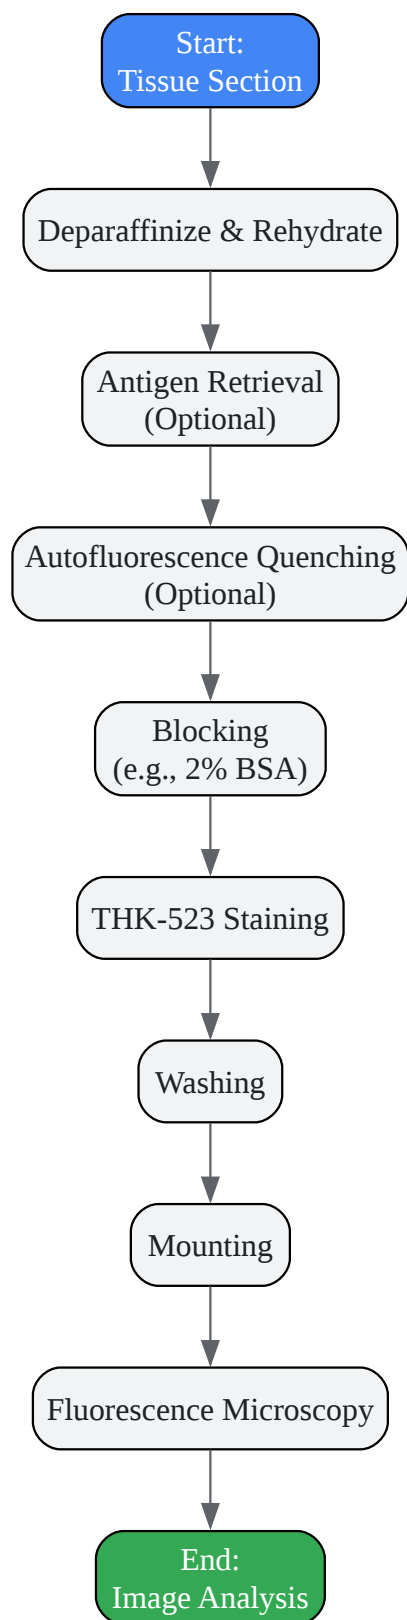 Start:
Tissue Section
Deparaffinize & Rehydrate
Antigen Retrieval
(Optional)
Autofluorescence Quenching
(Optional)
Blocking
(e.g., 2% BSA)
THK-523 Staining
Washing
Mounting
Fluorescence Microscopy
End:
Image Analysis